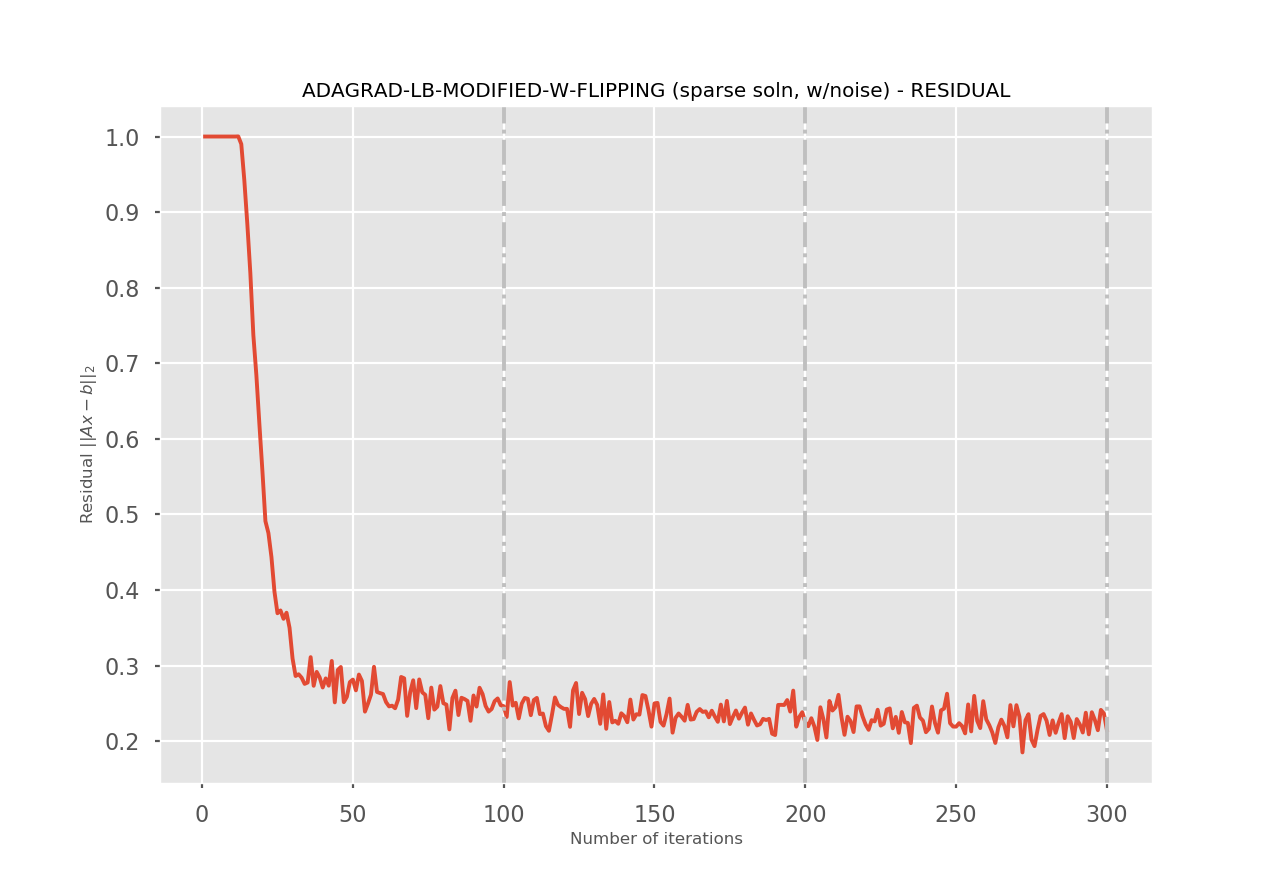 ADAGRAD-LB-MODIFIED-W-FLIPPING (sparse soln, w/noise) - RESIDUAL
Residual ||Ax − b||₂
1.0
0.9
0.8
0.7
0.6
0.5
0.4
0.3
0.2
0 50 100 150 200 250 300
Number of iterations